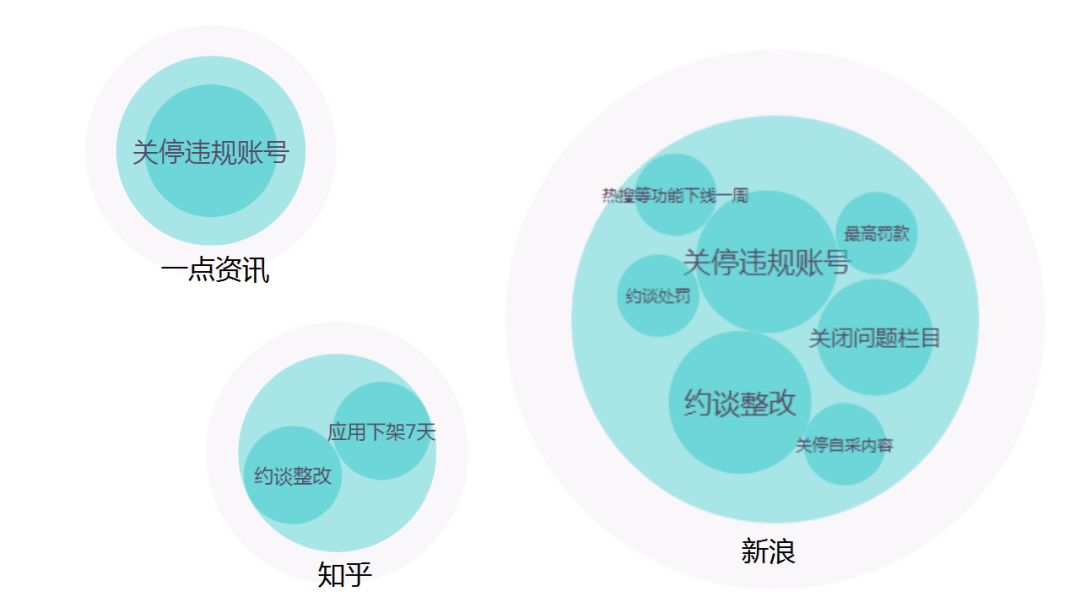 关停违规账号
一点资讯
应用下架7天
约谈整改
知乎
热搜等功能下线一周
最高罚款
关停违规账号
约谈处罚
关闭问题栏目
约谈整改
关停自采内容
新浪